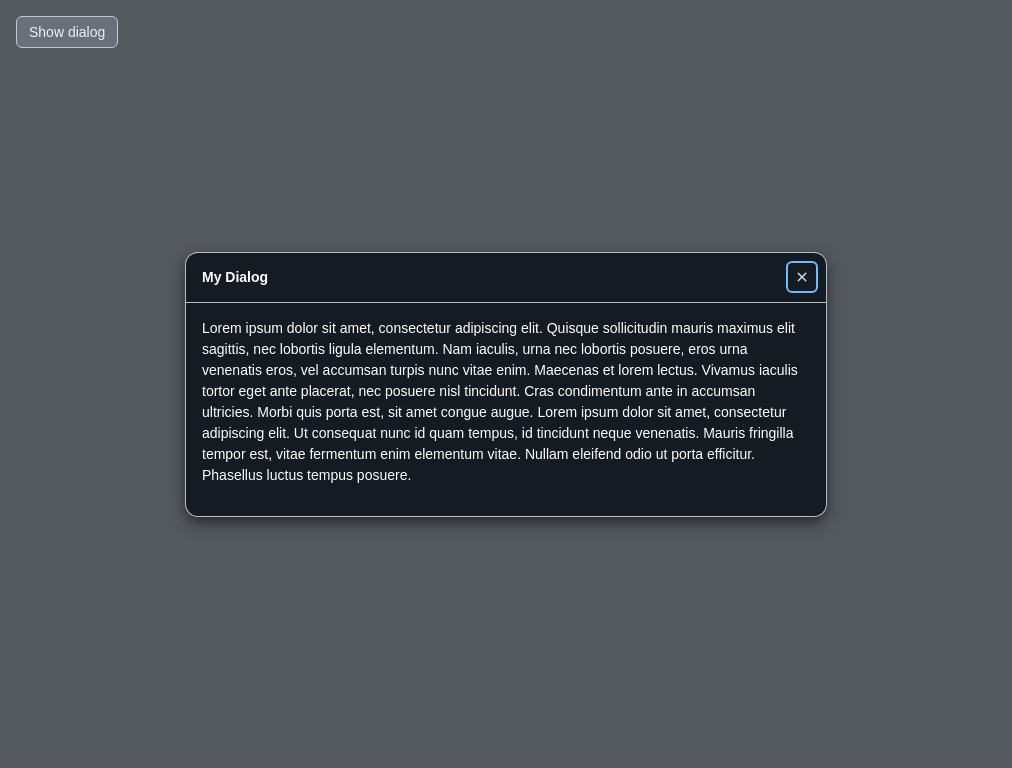 Show dialog
My Dialog
Lorem ipsum dolor sit amet, consectetur adipiscing elit. Quisque sollicitudin mauris maximus elit
sagittis, nec lobortis ligula elementum. Nam iaculis, urna nec lobortis posuere, eros urna
venenatis eros, vel accumsan turpis nunc vitae enim. Maecenas et lorem lectus. Vivamus iaculis
tortor eget ante placerat, nec posuere nisl tincidunt. Cras condimentum ante in accumsan
ultricies. Morbi quis porta est, sit amet congue augue. Lorem ipsum dolor sit amet, consectetur
adipiscing elit. Ut consequat nunc id quam tempus, id tincidunt neque venenatis. Mauris fringilla
tempor est, vitae fermentum enim elementum vitae. Nullam eleifend odio ut porta efficitur.
Phasellus luctus tempus posuere.